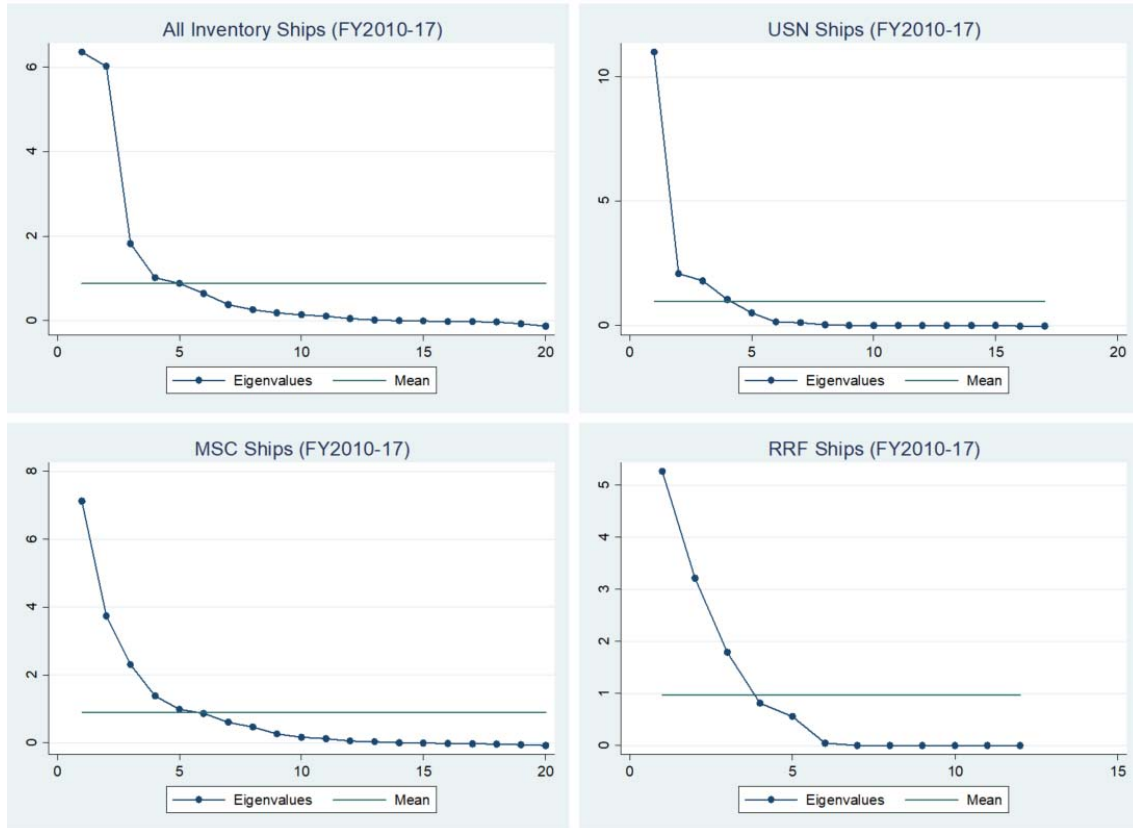 All Inventory Ships (FY2010-17)
6
4
2
0
0 5 10 15 20
Eigenvalues Mean
USN Ships (FY2010-17)
10
5
0
0 5 10 15 20
Eigenvalues Mean
MSC Ships (FY2010-17)
8
6
4
2
0
0 5 10 15 20
Eigenvalues Mean
RRF Ships (FY2010-17)
5
4
3
2
1
0
0 5 10 15
Eigenvalues Mean